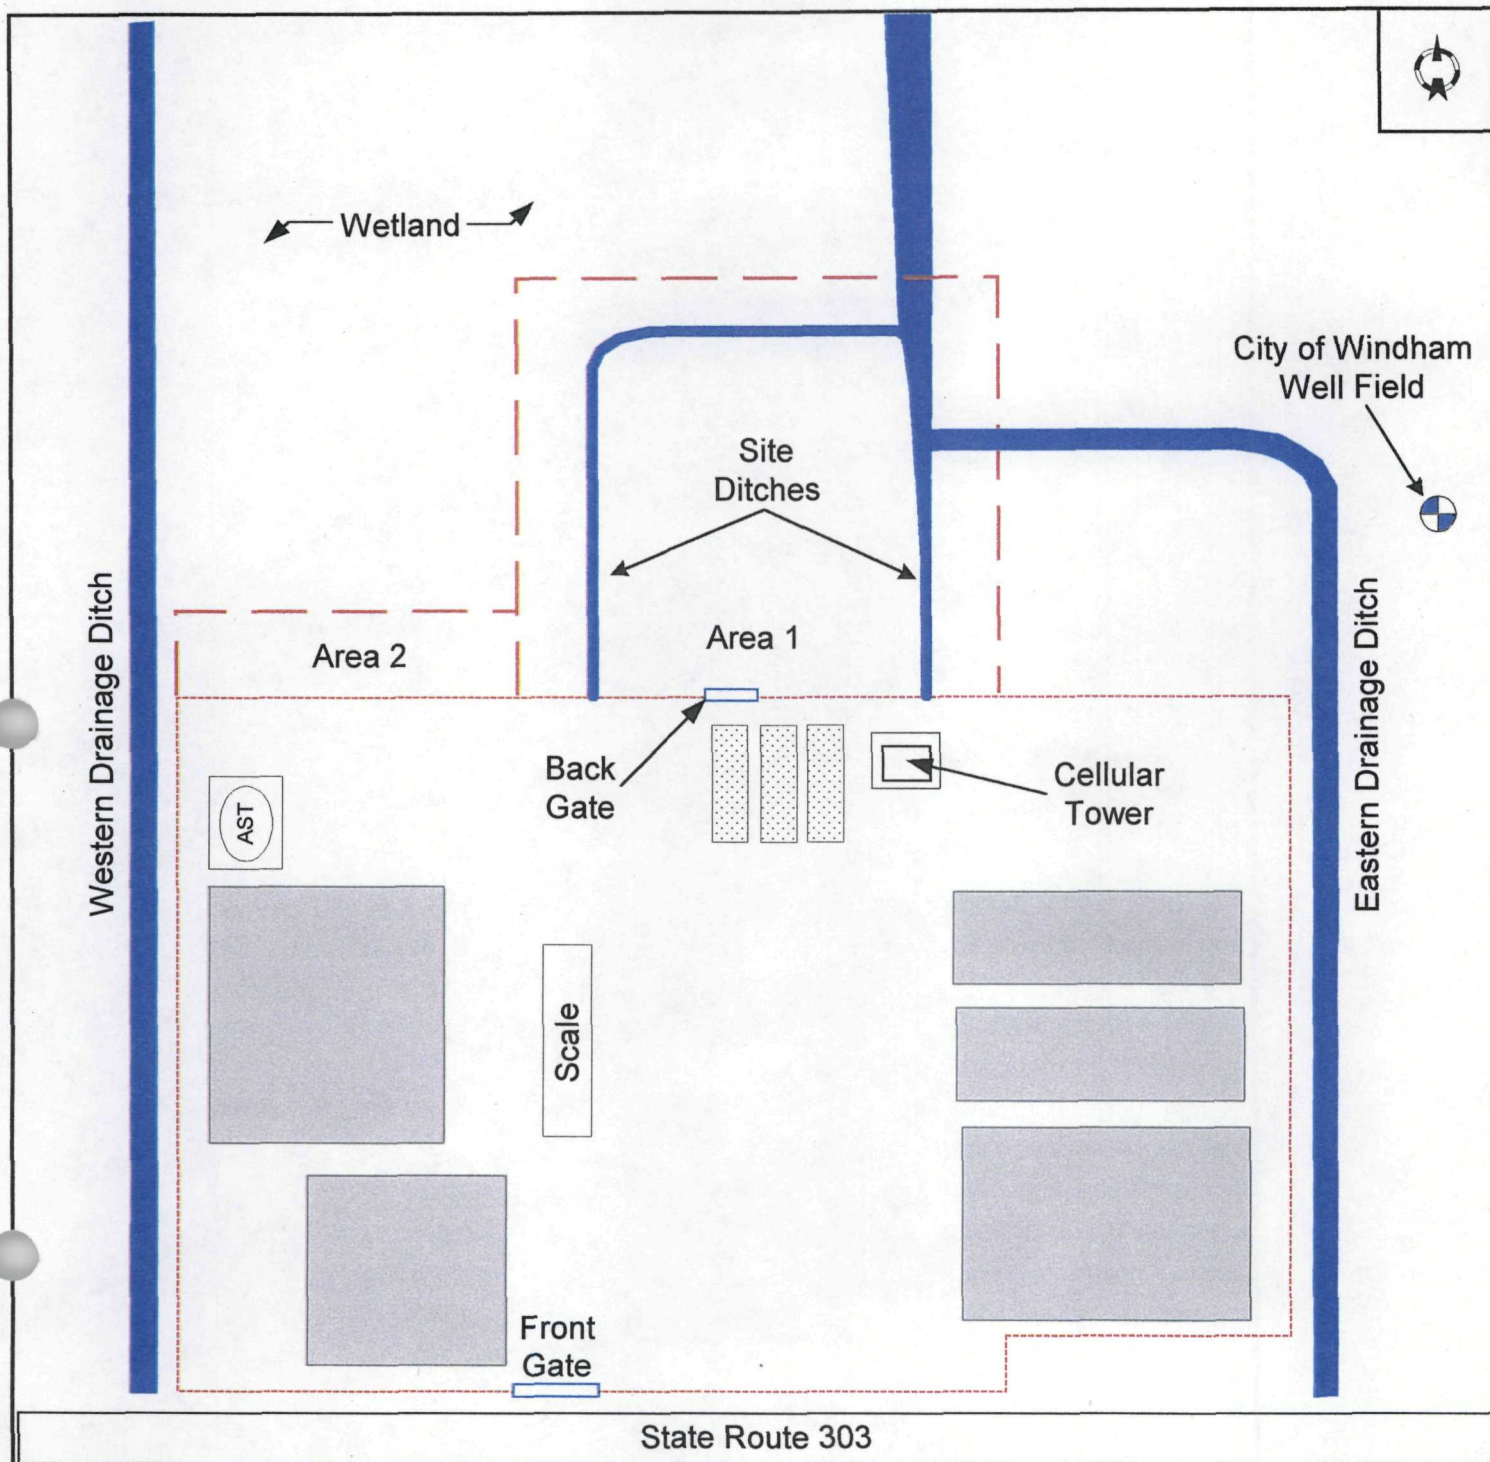 Wetland
City of Windham
Well Field
Site
Ditches
Western Drainage Ditch
Eastern Drainage Ditch
Area 2
Area 1
Back
Gate
Cellular
Tower
AST
Scale
Front
Gate
State Route 303